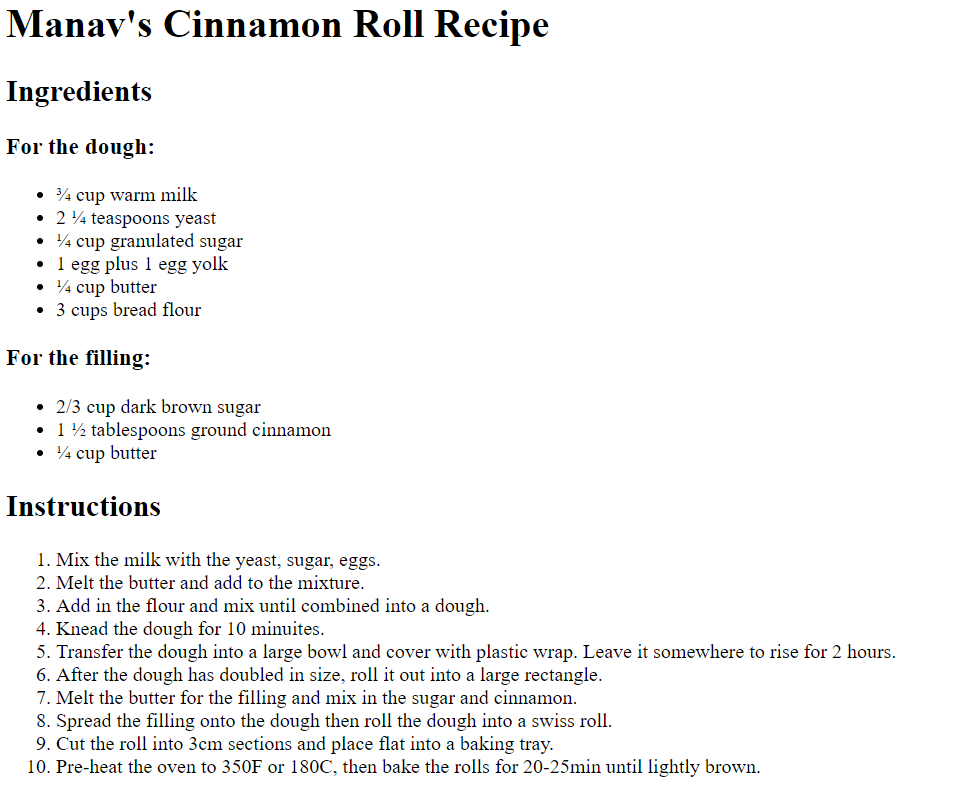 Manav's Cinnamon Roll Recipe
Ingredients
For the dough:
• ¾ cup warm milk
• 2 ¼ teaspoons yeast
• ¼ cup granulated sugar
• 1 egg plus 1 egg yolk
• ¼ cup butter
• 3 cups bread flour
For the filling:
• 2/3 cup dark brown sugar
• 1 ½ tablespoons ground cinnamon
• ¼ cup butter
Instructions
1. Mix the milk with the yeast, sugar, eggs.
2. Melt the butter and add to the mixture.
3. Add in the flour and mix until combined into a dough.
4. Knead the dough for 10 minuites.
5. Transfer the dough into a large bowl and cover with plastic wrap. Leave it somewhere to rise for 2 hours.
6. After the dough has doubled in size, roll it out into a large rectangle.
7. Melt the butter for the filling and mix in the sugar and cinnamon.
8. Spread the filling onto the dough then roll the dough into a swiss roll.
9. Cut the roll into 3cm sections and place flat into a baking tray.
10. Pre-heat the oven to 350F or 180C, then bake the rolls for 20-25min until lightly brown.